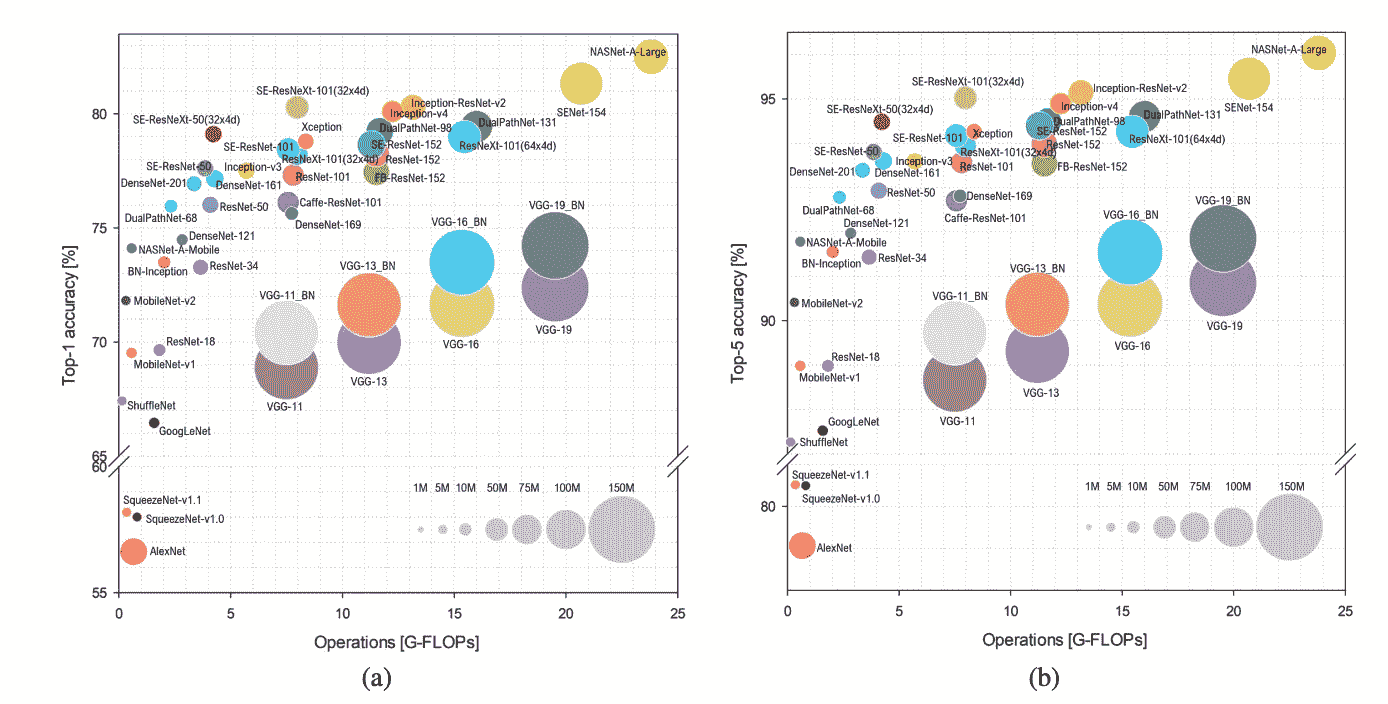 NASNet-A-Large
SE-ResNeXt-101(32x4d)
Inception-ResNet-v2
SENet-154
80
Inception-v4
SE-ResNeXt-50(32x4d)
Xception
DualPathNet-98
DualPathNet-131
SE-ResNet-101
SE-ResNet-152
ResNeXt-101(64x4d)
SE-ResNet-50
Inception-v3
ResNeXt-101(32x4d)
ResNet-152
DenseNet-201
DenseNet-161
ResNet-101
FB-ResNet-152
ResNet-50
Caffe-ResNet-101
DualPathNet-68
DenseNet-169
VGG-19_BN
75
DenseNet-121
VGG-16_BN
NASNet-A-Mobile
BN-Inception
ResNet-34
VGG-13_BN
MobileNet-v2
VGG-11_BN
VGG-19
VGG-16
70
ResNet-18
MobileNet-v1
VGG-13
VGG-11
ShuffleNet
GoogLeNet
65
60
Top-1 accuracy [%]
1M 5M 10M 50M 75M 100M 150M
SqueezeNet-v1.1
SqueezeNet-v1.0
AlexNet
55
0 5 10 15 20 25
Operations [G-FLOPs]
(a)
NASNet-A-Large
SE-ResNeXt-101(32x4d)
Inception-ResNet-v2
95
SENet-154
Inception-v4
SE-ResNeXt-50(32x4d)
DualPathNet-98
DualPathNet-131
SE-ResNet-101
Xception
SE-ResNet-152
ResNeXt-101(64x4d)
SE-ResNet-50
ResNeXt-101(32x4d)
ResNet-152
Inception-v3
DenseNet-201
DenseNet-161
ResNet-101
FB-ResNet-152
ResNet-50
DenseNet-169
DualPathNet-68
Caffe-ResNet-101
VGG-19_BN
DenseNet-121
VGG-16_BN
NASNet-A-Mobile
BN-Inception
ResNet-34
VGG-13_BN
MobileNet-v2
VGG-11_BN
90
VGG-19
VGG-16
ResNet-18
MobileNet-v1
VGG-13
VGG-11
ShuffleNet
GoogLeNet
Top-5 accuracy [%]
SqueezeNet-v1.1
SqueezeNet-v1.0
1M 5M 10M 50M 75M 100M 150M
80
AlexNet
0 5 10 15 20 25
Operations [G-FLOPs]
(b)